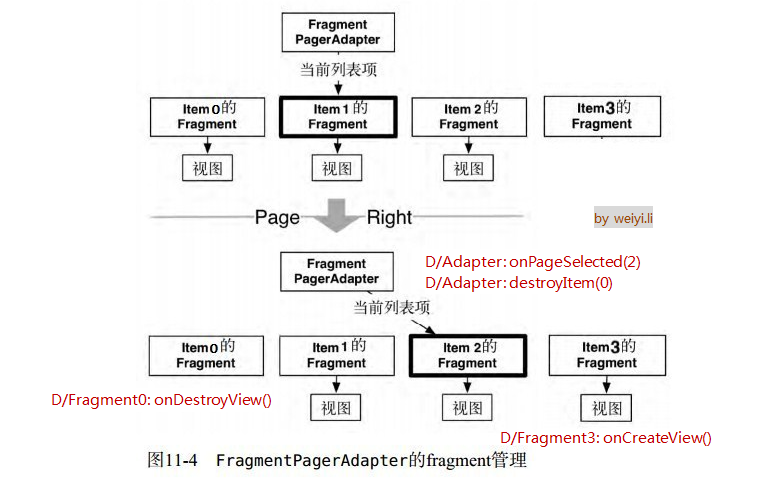 Fragment
PagerAdapter
当前列表项
Item 0的
Fragment
Item 1 的
Fragment
Item 2 的
Fragment
Item3的
Fragment
视图
视图
视图
Page Right
by weiyi.li
Fragment
PagerAdapter
D/Adapter: onPageSelected(2)
D/Adapter: destroyItem(0)
当前列表项
Item0的
Fragment
Item1 的
Fragment
Item 2的
Fragment
Item3的
Fragment
D/Fragment0: onDestroyView()
视图
视图
视图
D/Fragment3: onCreateView()
图11-4 FragmentPagerAdapter的fragment管理